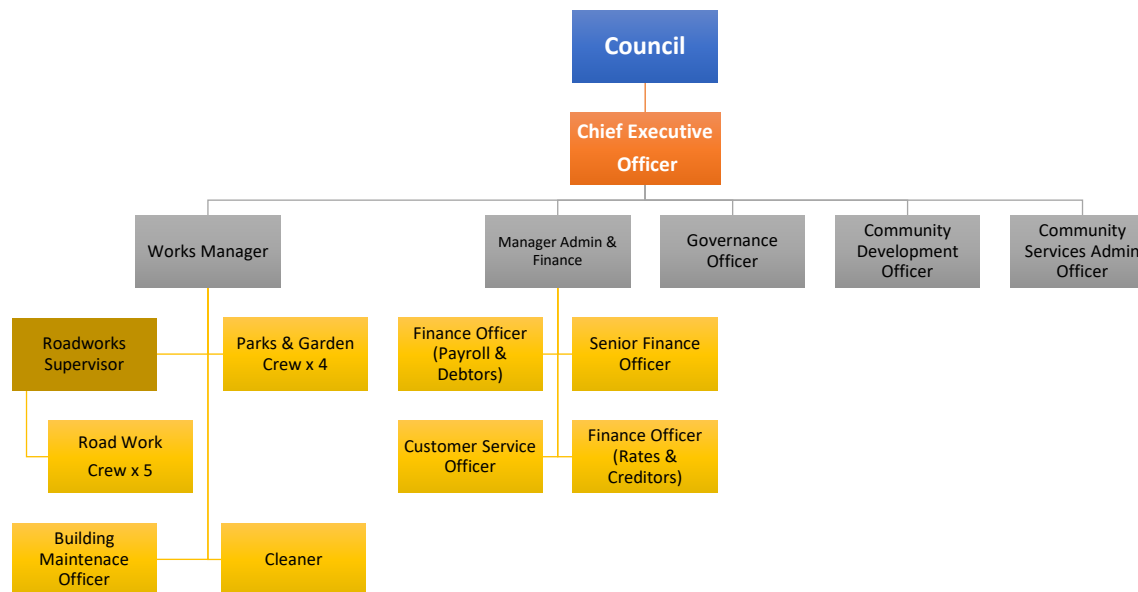 Council
Chief Executive
Officer
Works Manager
Manager Admin &
Finance
Governance
Officer
Community
Development
Officer
Community
Services Admin
Officer
Roadworks
Supervisor
Parks & Garden
Crew x 4
Finance Officer
(Payroll &
Debtors)
Senior Finance
Officer
Road Work
Crew x 5
Customer Service
Officer
Finance Officer
(Rates &
Creditors)
Building
Maintenace
Officer
Cleaner